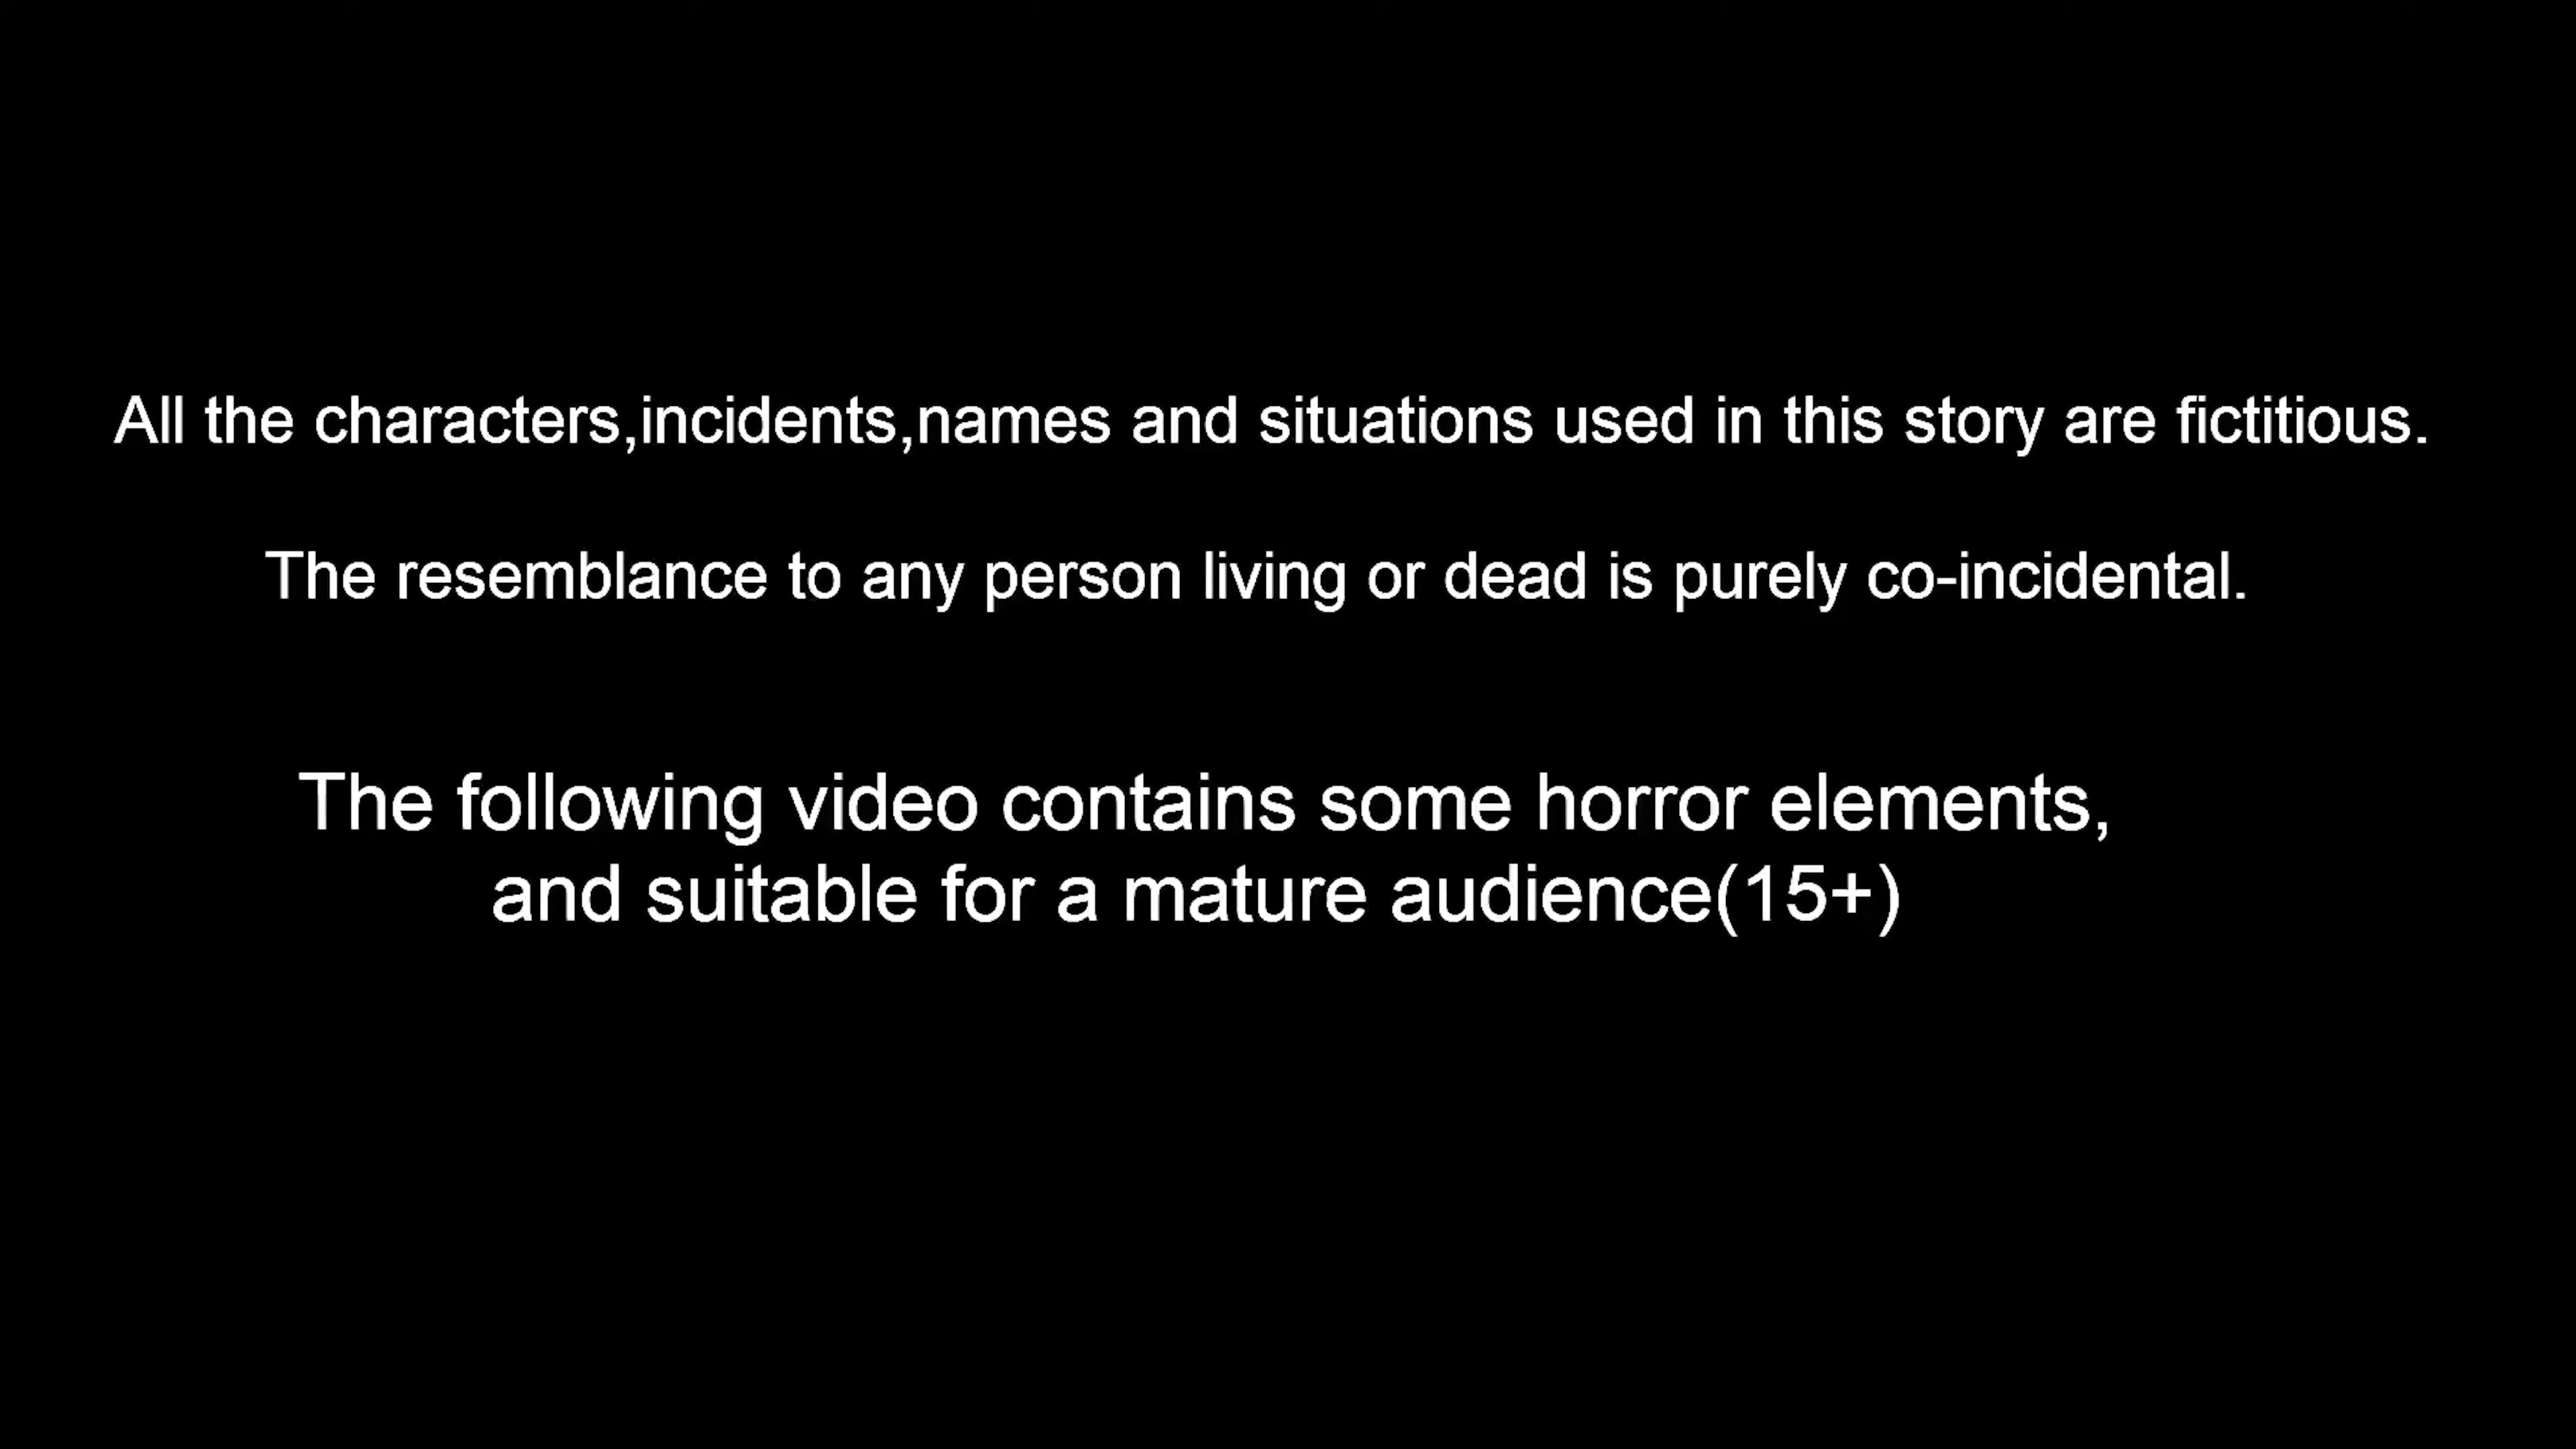 All the characters,incidents,names and situations used in this story are fictitious.
The resemblance to any person living or dead is purely co-incidental.
The following video contains some horror elements,
and suitable for a mature audience(15+)